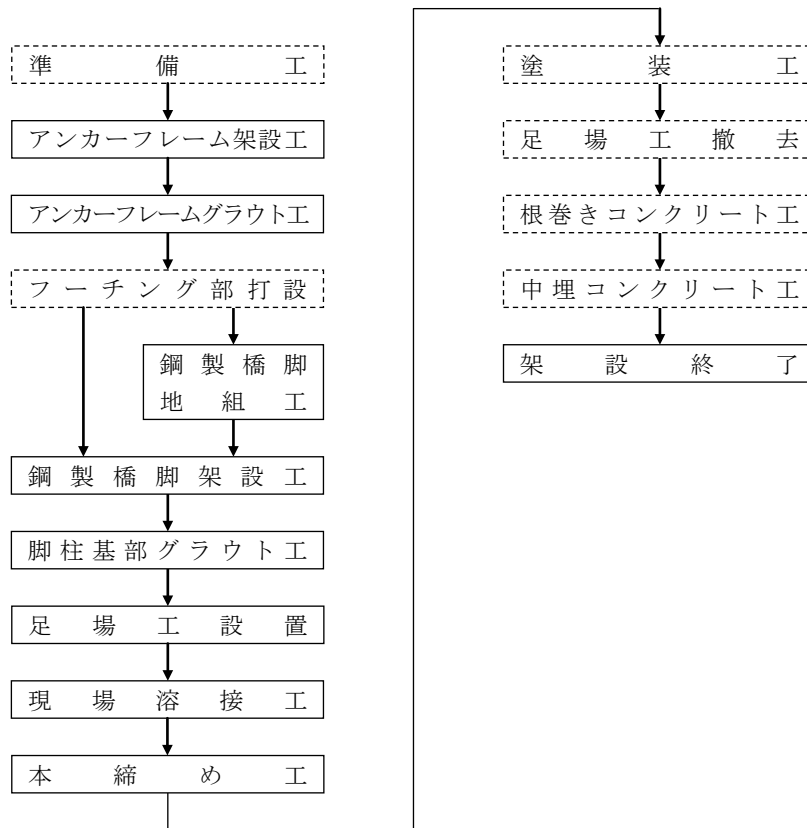 準備工
アンカーフレーム架設工
アンカーフレームグラウト工
フーチング部打設
鋼製橋脚
地組工
鋼製橋脚架設工
脚柱基部グラウト工
足場工設置
現場溶接工
本締め工
塗装工
足場工撤去
根巻きコンクリート工
中埋コンクリート工
架設終了